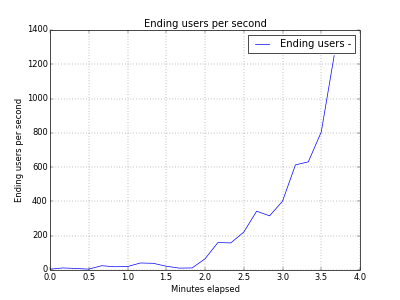 Ending users per second
1400
Ending users -
1200
1000
800
600
400
200
0
Ending users per second
0.0 0.5 1.0 1.5 2.0 2.5 3.0 3.5 4.0
Minutes elapsed